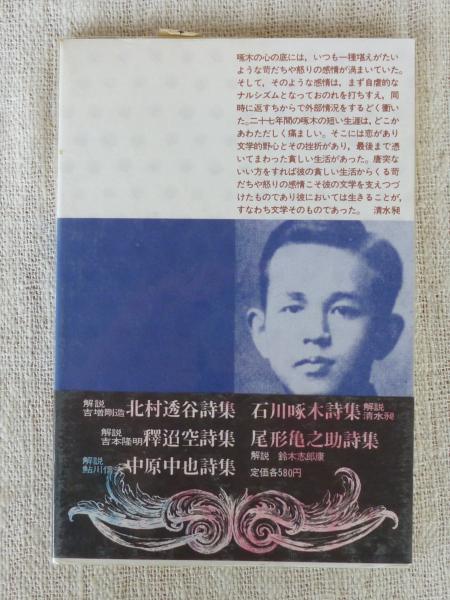 啄木の心の底には，いつも一種堪えがたい
ような苛だちや怒りの感情が渦まいていた。
そして，そのような感情は，まず自虐的な
ナルシズムとなっておのれを打ちすえ，同
時に返すちからで外部情況をするどく衝い
た。二十七年間の啄木の短い生涯は，どこか
あわただしく痛ましい。そこには恋があり
文学的野心とその挫折があり，最後まで憑
いてまわった貧しい生活があった。唐突な
いい方をすれば彼の貧しい生活からくる苛
だちや怒りの感情こそ彼の文学を支えつづ
けたものであり彼においては生きることが，
すなわち文学そのものであった。 清水昶
解説 吉増剛造 北村透谷詩集 石川啄木詩集 解説 清水昶
解説 吉本隆明 釋迢空詩集 尾形亀之助詩集
解説 鈴木志郎康
解説 鮎川信夫 中原中也詩集 定価各580円